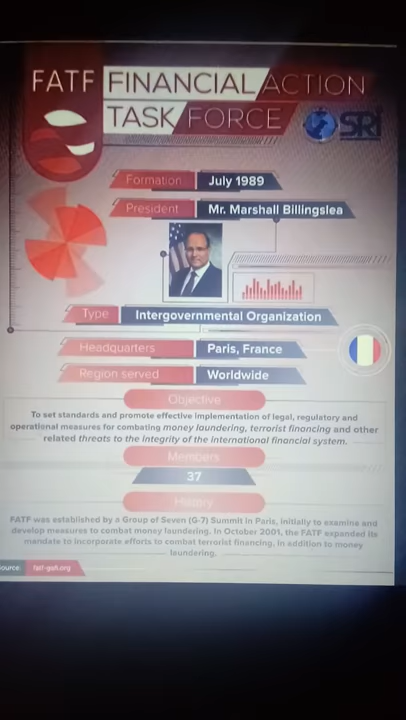 FATF FINANCIAL ACTION
TASK FORCE
SRI
Formation July 1989
President Mr. Marshall Billingslea
Type Intergovernmental Organization
Headquarters Paris, France
Region served Worldwide
Objective
To set standards and promote effective implementation of legal, regulatory and
operational measures for combating money laundering, terrorist financing and other
related threats to the integrity of the international financial system.
Members
37
History
FATF was established by a Group of Seven (G-7) Summit in Paris, initially to examine and
develop measures to combat money laundering. In October 2001, the FATF expanded its
mandate to incorporate efforts to combat terrorist financing, in addition to money
laundering.
Source: fatf-gafi.org